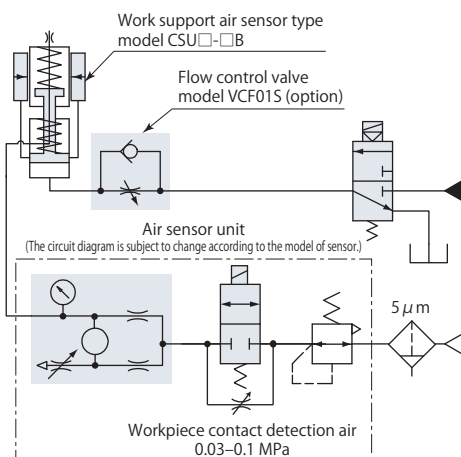 Work support air sensor type
model CSU□-□B
Flow control valve
model VCF01S (option)
Air sensor unit
(The circuit diagram is subject to change according to the model of sensor.)
5 μm
Workpiece contact detection air
0.03–0.1 MPa